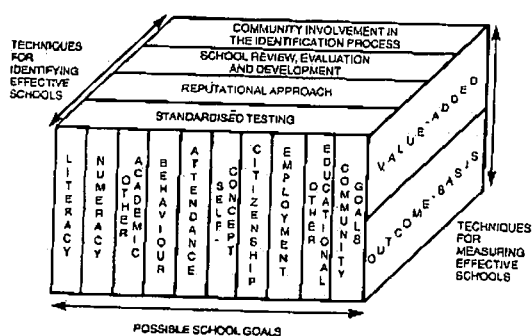 TECHNIQUES
FOR
IDENTIFYING
EFFECTIVE
SCHOOLS
COMMUNITY INVOLVEMENT IN
THE IDENTIFICATION PROCESS
SCHOOL REVIEW, EVALUATION
AND DEVELOPMENT
REPUTATIONAL APPROACH
STANDARDISED TESTING
LITERACY
NUMERACY
ACADEMIC
OTHER
BEHAVIOUR
ATTENDANCE
CONCEPT
SELF-
CITIZENSHIP
EMPLOYMENT
EDUCATIONAL
OTHER
COMMUNITY
GOALS
VALUE-ADDED
OUTCOME-BASIS
TECHNIQUES
FOR
MEASURING
EFFECTIVE
SCHOOLS
POSSIBLE SCHOOL GOALS